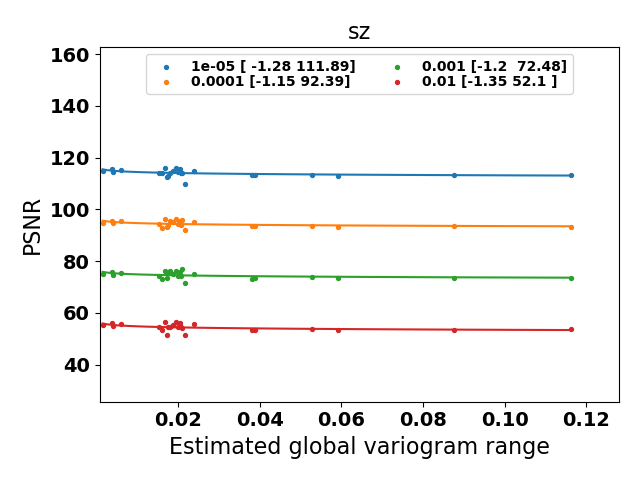 sz
160
1e-05 [ -1.28 111.89]
0.0001 [-1.15 92.39]
0.001 [-1.2  72.48]
0.01 [-1.35 52.1 ]
140
120
100
80
60
40
PSNR
0.02 0.04 0.06 0.08 0.10 0.12
Estimated global variogram range